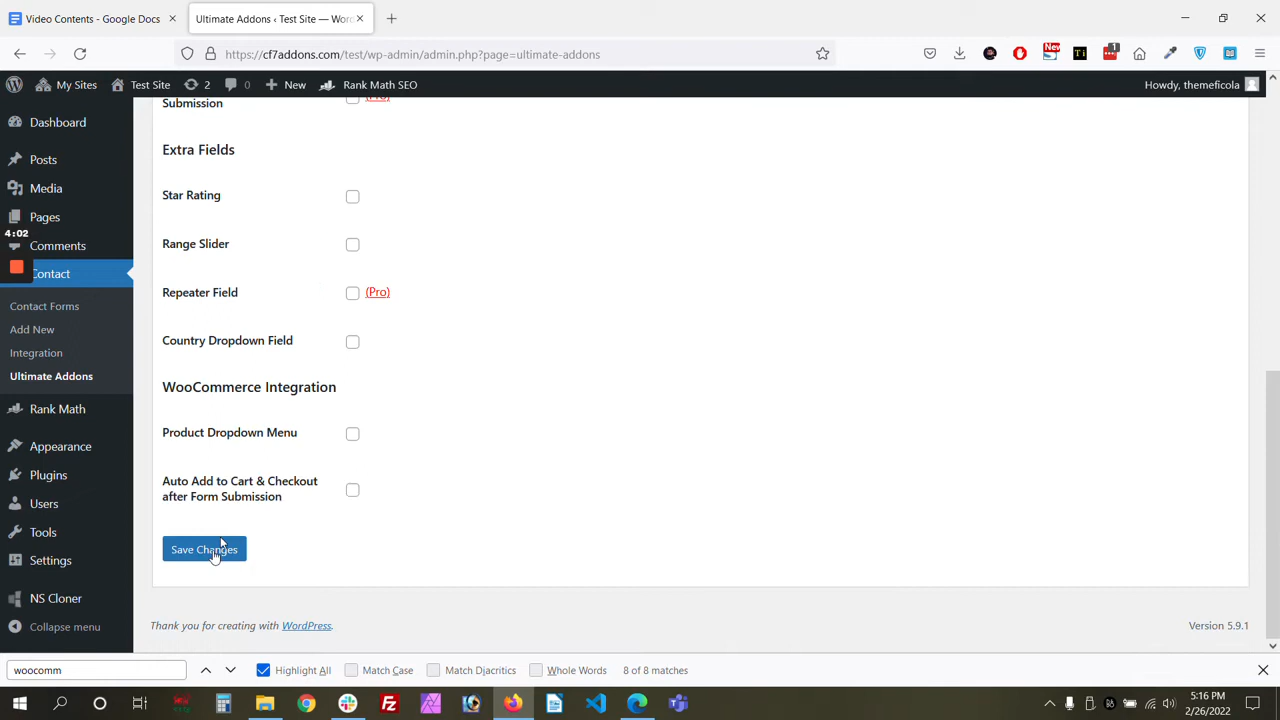 Video Contents - Google Docs
Ultimate Addons ‹ Test Site — Wor
https://cf7addons.com/test/wp-admin/admin.php?page=ultimate-addons
New
1
Ti
My Sites
Test Site
2
0
New
Rank Math SEO
Howdy, themeficola
Dashboard
Posts
Media
Pages
4:02
Comments
Contact
Contact Forms
Add New
Integration
Ultimate Addons
Rank Math
Appearance
Plugins
Users
Tools
Settings
NS Cloner
Collapse menu
Submission
(Pro)
Extra Fields
Star Rating
Range Slider
Repeater Field
(Pro)
Country Dropdown Field
WooCommerce Integration
Product Dropdown Menu
Auto Add to Cart & Checkout
after Form Submission
Save Changes
Thank you for creating with WordPress.
Version 5.9.1
woocomm
Highlight All
Match Case
Match Diacritics
Whole Words
8 of 8 matches
5:16 PM
2/26/2022